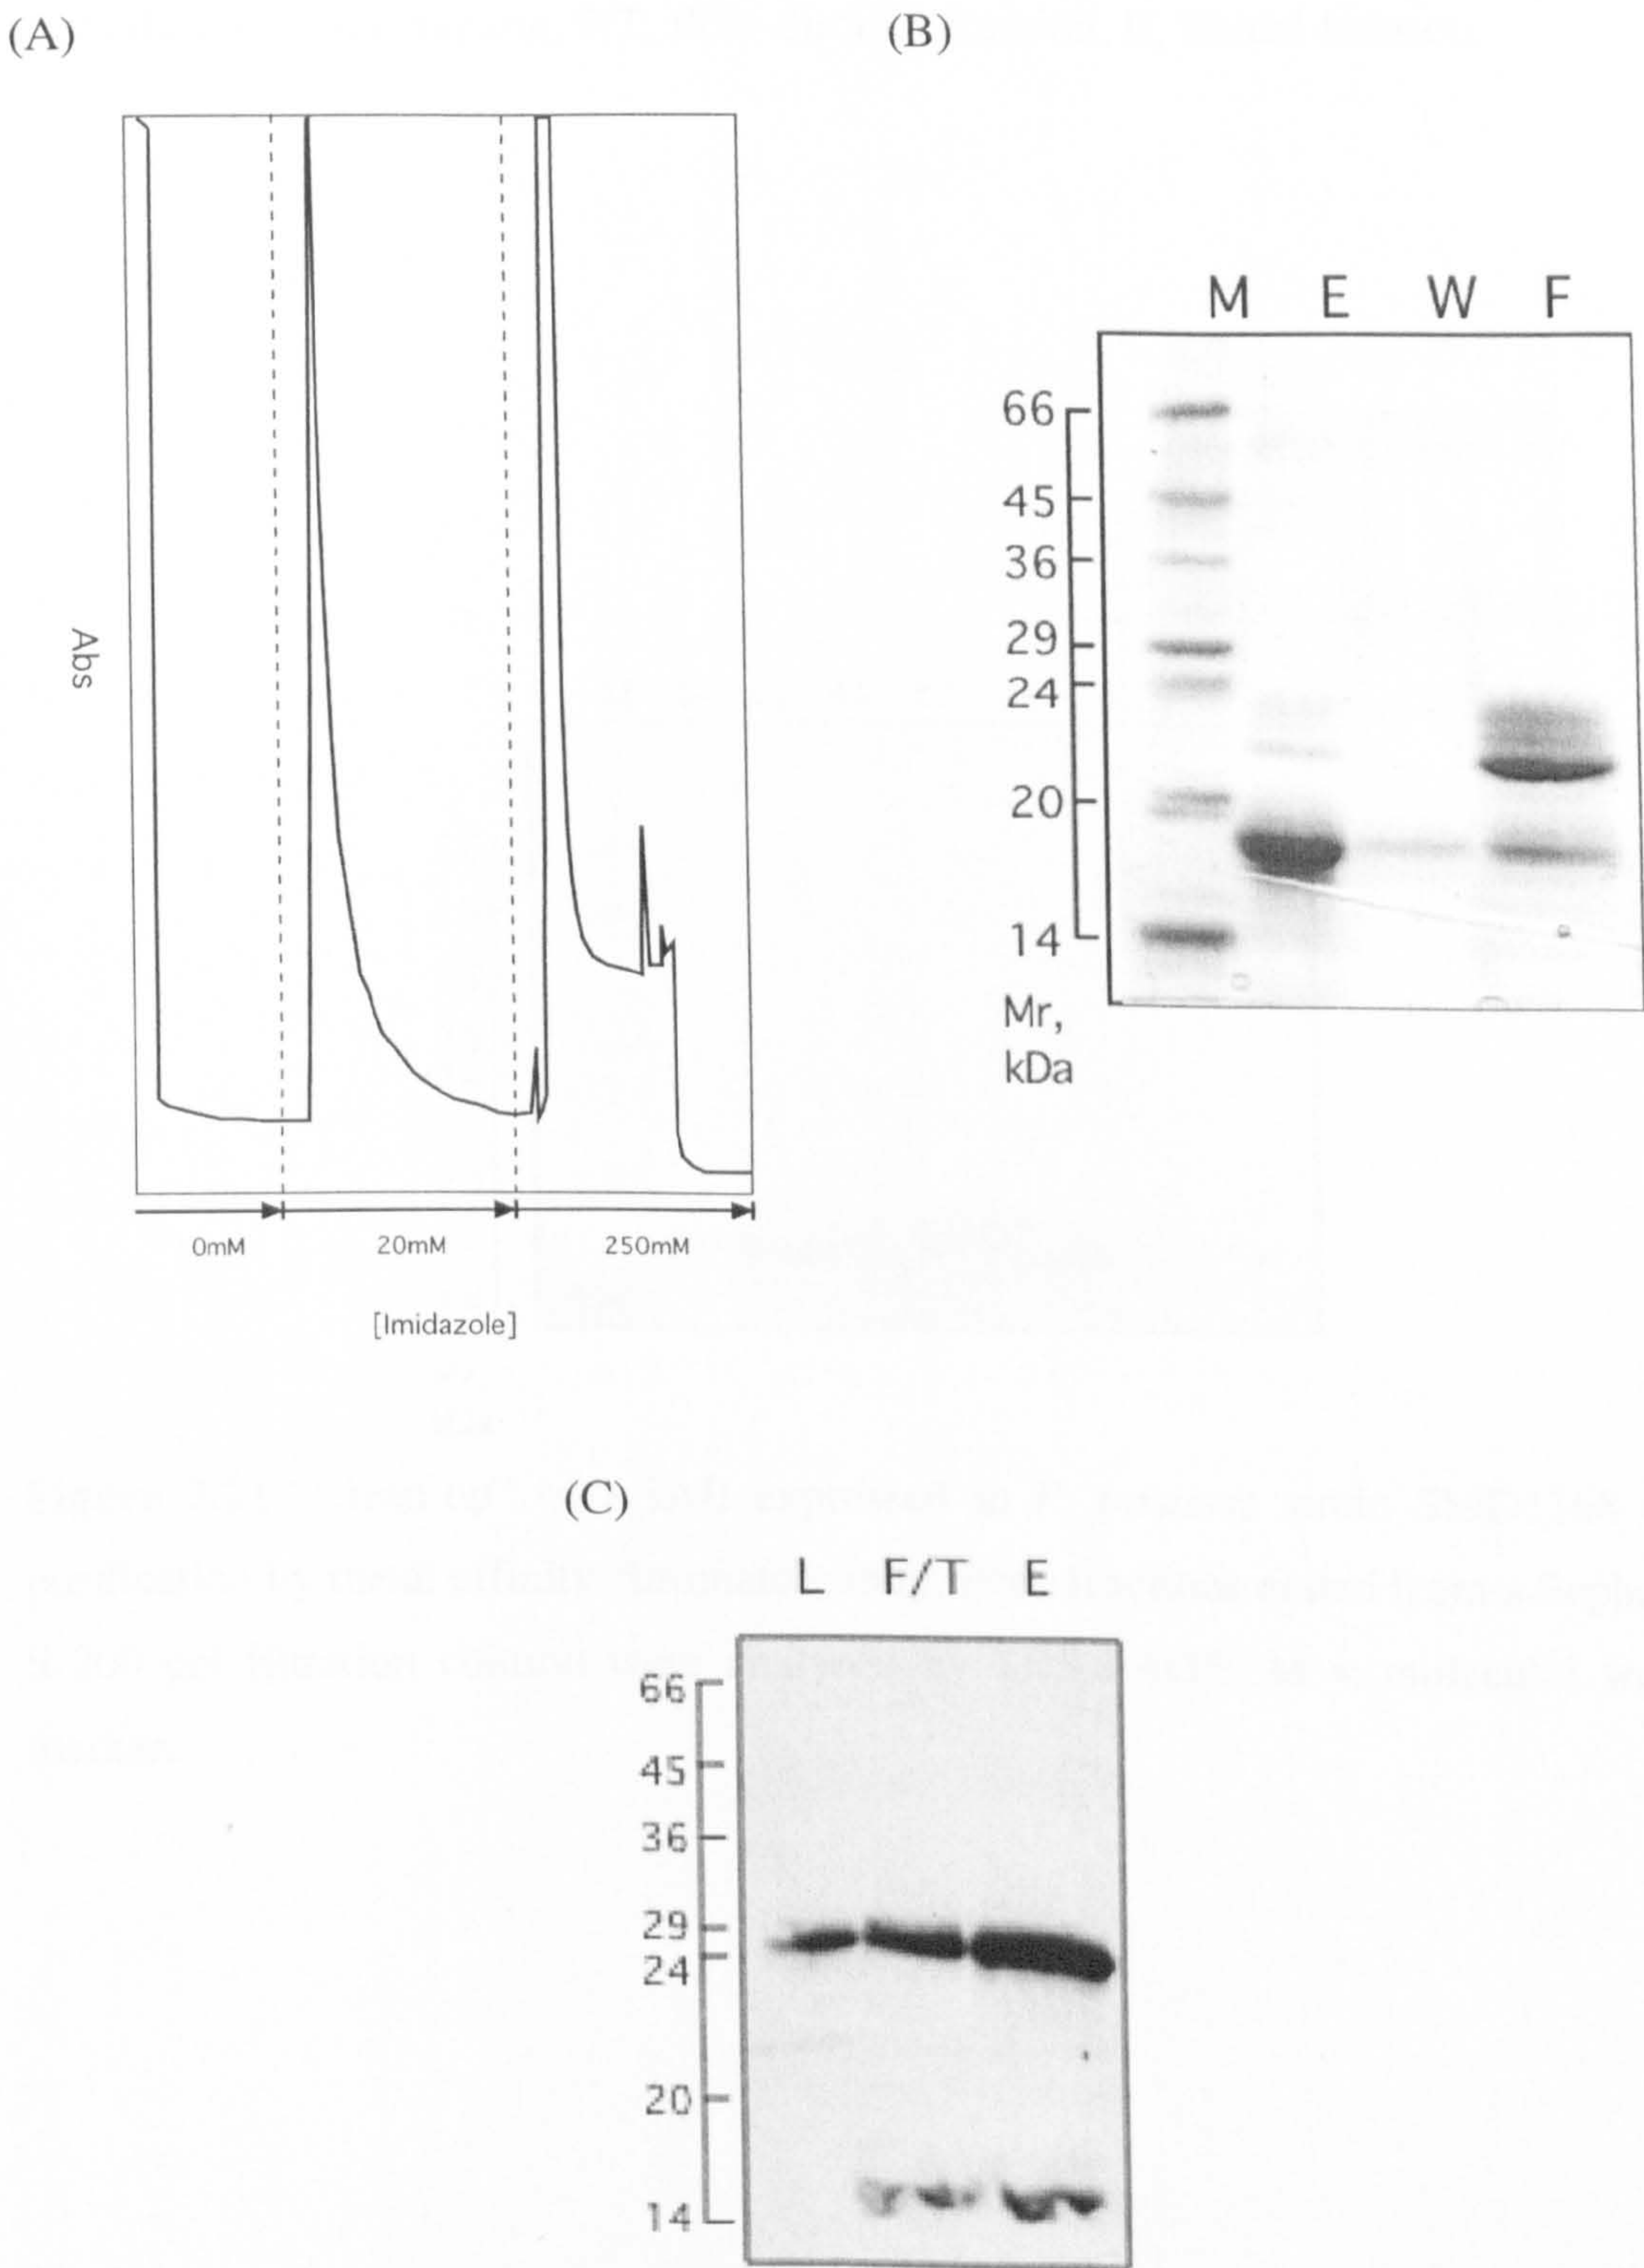 (A)
(B)
Abs
0mM 20mM 250mM
[Imidazole]
M E W F
66
45
36
29
24
20
14
Mr,
kDa
(C)
L F/T E
66
45
36
29
24
20
14